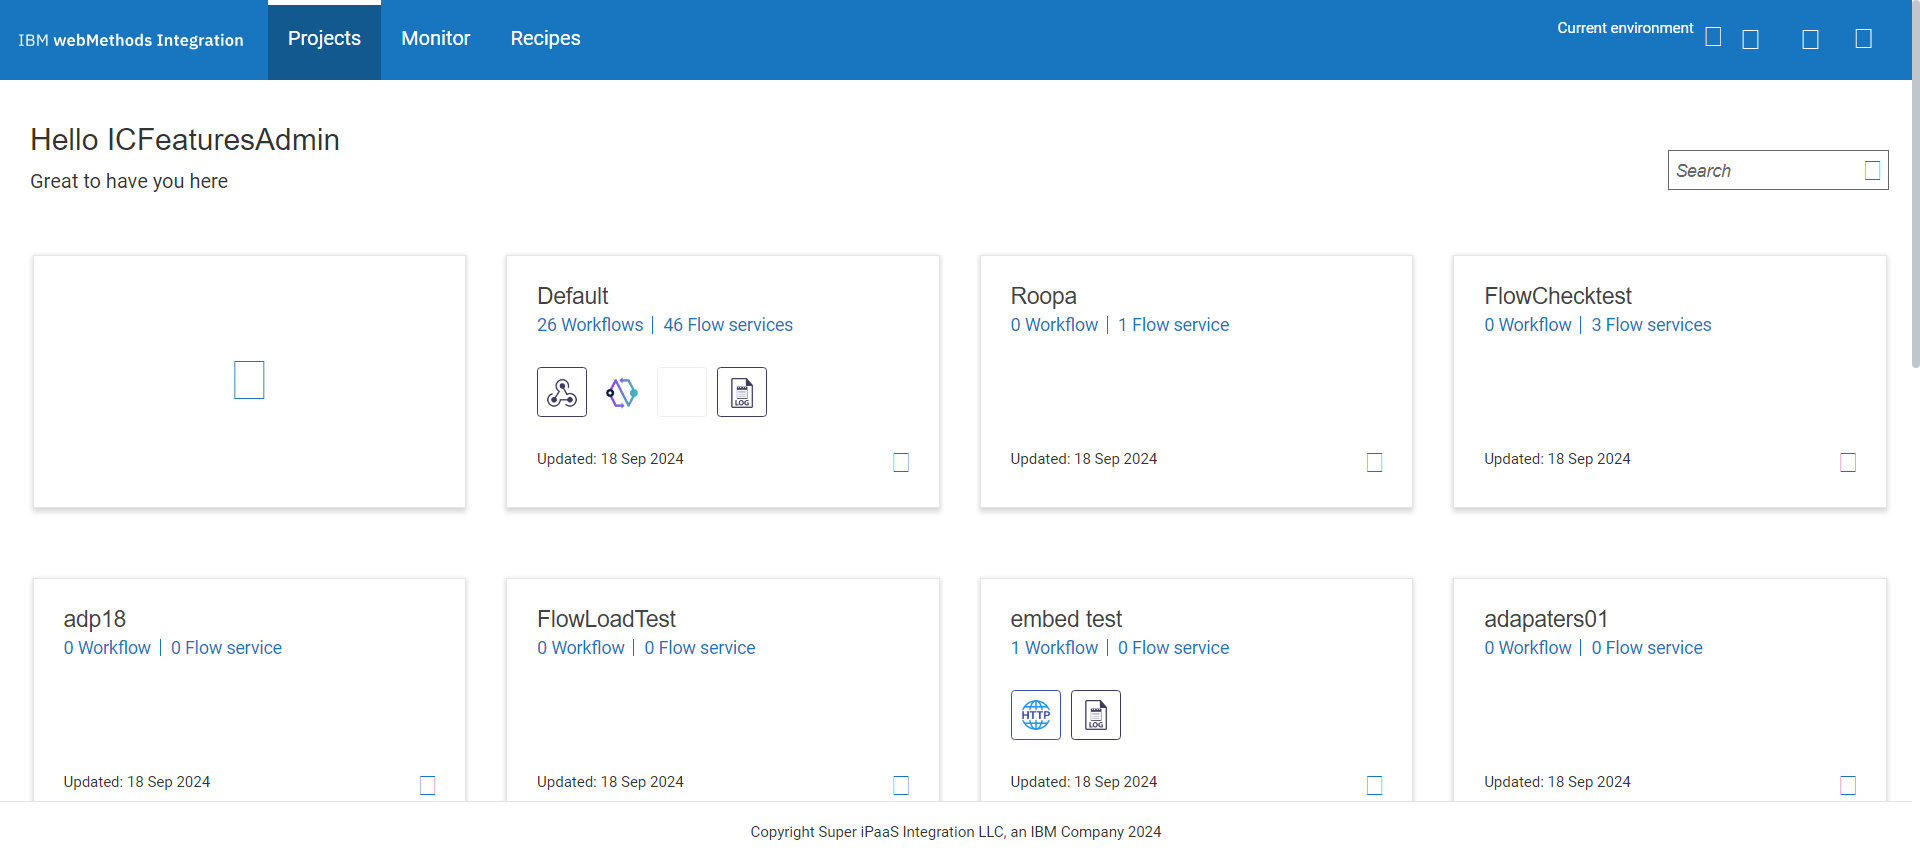 IBM webMethods Integration
Projects
Monitor
Recipes
Current environment
Hello ICFeaturesAdmin
Great to have you here
Search
Default
26 Workflows | 46 Flow services
LOG
Updated: 18 Sep 2024
Roopa
0 Workflow | 1 Flow service
Updated: 18 Sep 2024
FlowChecktest
0 Workflow | 3 Flow services
Updated: 18 Sep 2024
adp18
0 Workflow | 0 Flow service
Updated: 18 Sep 2024
FlowLoadTest
0 Workflow | 0 Flow service
Updated: 18 Sep 2024
embed test
1 Workflow | 0 Flow service
HTTP
LOG
Updated: 18 Sep 2024
adapaters01
0 Workflow | 0 Flow service
Updated: 18 Sep 2024
Copyright Super iPaaS Integration LLC, an IBM Company 2024